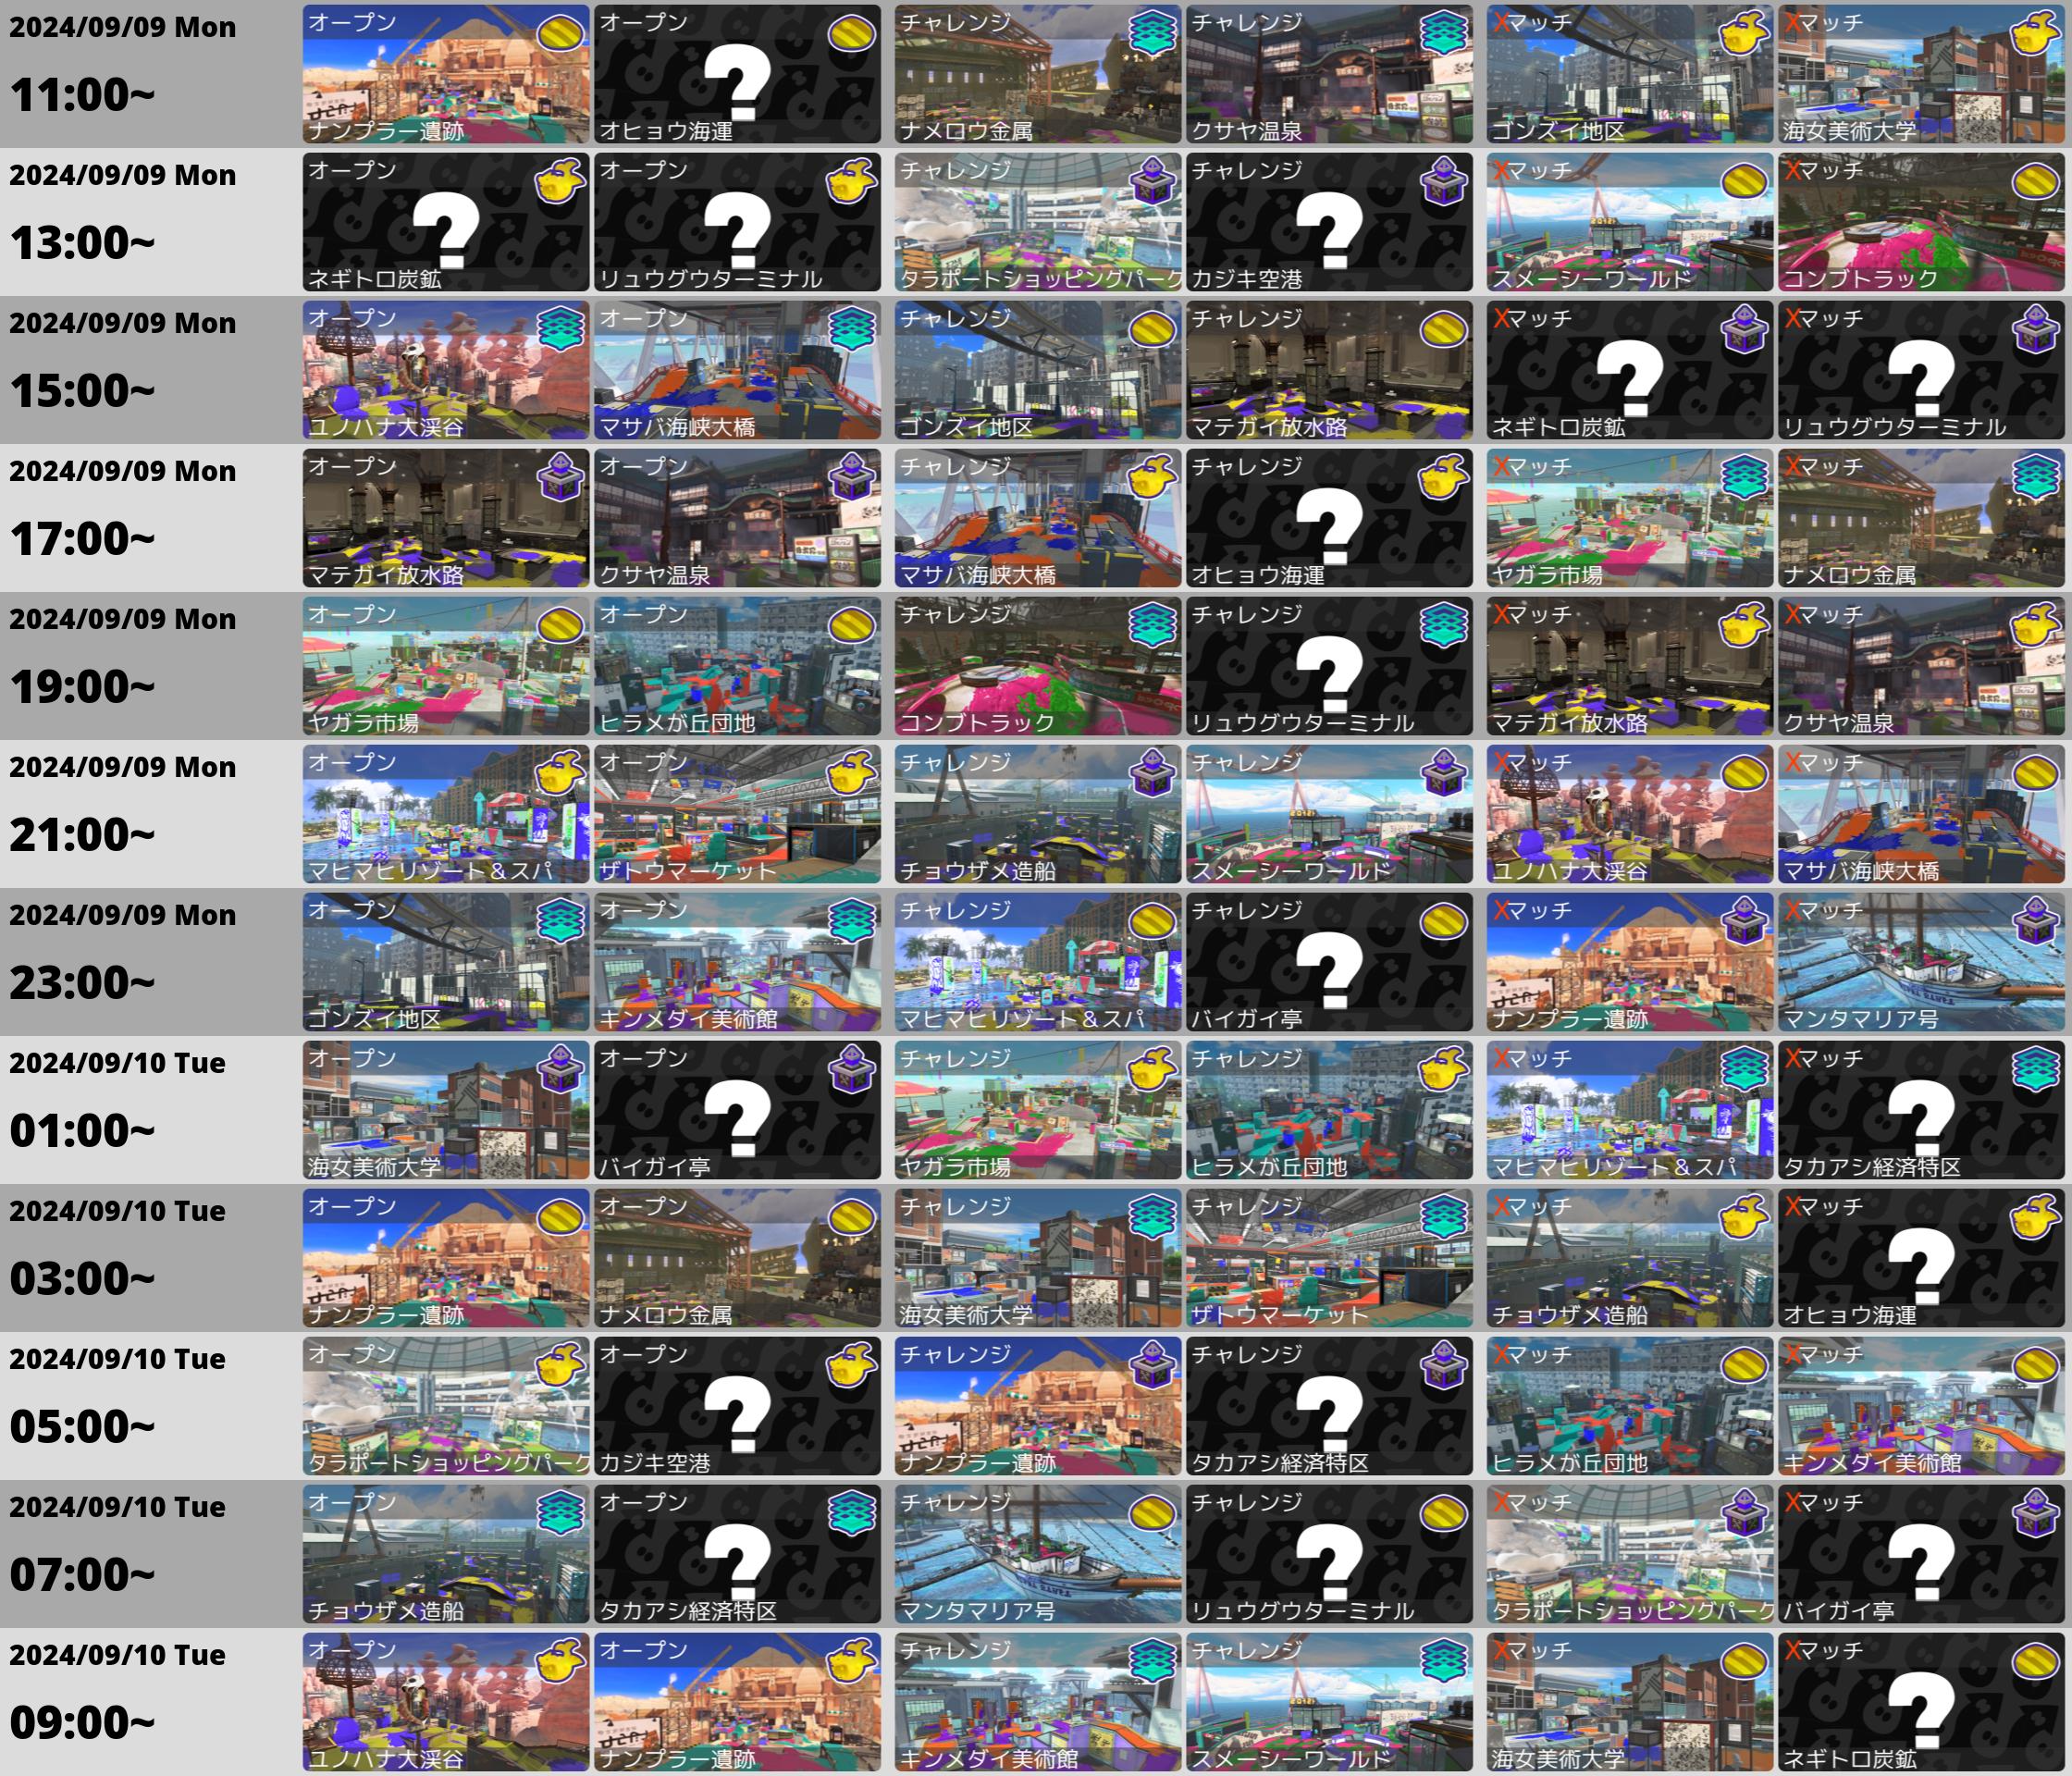 2024/09/09 Mon
11:00~
オープン
ナンプラー遺跡
オープン
オヒョウ海運
チャレンジ
ナメロウ金属
チャレンジ
クサヤ温泉
Xマッチ
ゴンズイ地区
Xマッチ
海女美術大学
2024/09/09 Mon
13:00~
オープン
ネギトロ炭鉱
オープン
リュウグウターミナル
チャレンジ
タラポートショッピングパーク
チャレンジ
カジキ空港
Xマッチ
スメーシーワールド
Xマッチ
コンブトラック
2024/09/09 Mon
15:00~
オープン
ユノハナ大渓谷
オープン
マサバ海峡大橋
チャレンジ
ゴンズイ地区
チャレンジ
マテガイ放水路
Xマッチ
ネギトロ炭鉱
Xマッチ
リュウグウターミナル
2024/09/09 Mon
17:00~
オープン
マテガイ放水路
オープン
クサヤ温泉
チャレンジ
マサバ海峡大橋
チャレンジ
オヒョウ海運
Xマッチ
ヤガラ市場
Xマッチ
ナメロウ金属
2024/09/09 Mon
19:00~
オープン
ヤガラ市場
オープン
ヒラメが丘団地
チャレンジ
コンブトラック
チャレンジ
リュウグウターミナル
Xマッチ
マテガイ放水路
Xマッチ
クサヤ温泉
2024/09/09 Mon
21:00~
オープン
マヒマヒリゾート＆スパ
オープン
ザトウマーケット
チャレンジ
チョウザメ造船
チャレンジ
スメーシーワールド
Xマッチ
ユノハナ大渓谷
Xマッチ
マサバ海峡大橋
2024/09/09 Mon
23:00~
オープン
ゴンズイ地区
オープン
キンメダイ美術館
チャレンジ
マヒマヒリゾート＆スパ
チャレンジ
バイガイ亭
Xマッチ
ナンプラー遺跡
Xマッチ
マンタマリア号
2024/09/10 Tue
01:00~
オープン
海女美術大学
オープン
バイガイ亭
チャレンジ
ヤガラ市場
チャレンジ
ヒラメが丘団地
Xマッチ
マヒマヒリゾート＆スパ
Xマッチ
タカアシ経済特区
2024/09/10 Tue
03:00~
オープン
ナンプラー遺跡
オープン
ナメロウ金属
チャレンジ
海女美術大学
チャレンジ
ザトウマーケット
Xマッチ
チョウザメ造船
Xマッチ
オヒョウ海運
2024/09/10 Tue
05:00~
オープン
タラポートショッピングパーク
オープン
カジキ空港
チャレンジ
ナンプラー遺跡
チャレンジ
タカアシ経済特区
Xマッチ
ヒラメが丘団地
Xマッチ
キンメダイ美術館
2024/09/10 Tue
07:00~
オープン
チョウザメ造船
オープン
タカアシ経済特区
チャレンジ
マンタマリア号
チャレンジ
リュウグウターミナル
Xマッチ
タラポートショッピングパーク
Xマッチ
バイガイ亭
2024/09/10 Tue
09:00~
オープン
ユノハナ大渓谷
オープン
ナンプラー遺跡
チャレンジ
キンメダイ美術館
チャレンジ
スメーシーワールド
Xマッチ
海女美術大学
Xマッチ
ネギトロ炭鉱